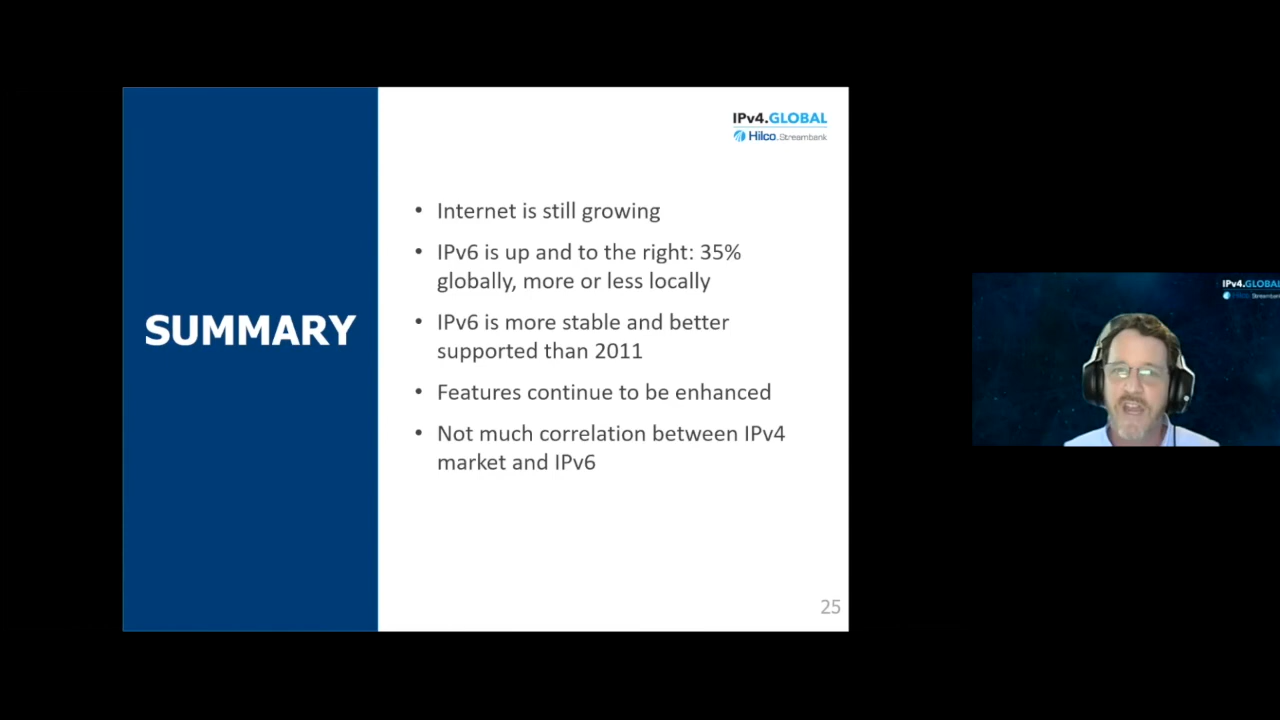 IPv4.GLOBAL
Hilco Streambank
SUMMARY
• Internet is still growing
• IPv6 is up and to the right: 35%
globally, more or less locally
• IPv6 is more stable and better
supported than 2011
• Features continue to be enhanced
• Not much correlation between IPv4
market and IPv6
25
IPv4.GLOBAL